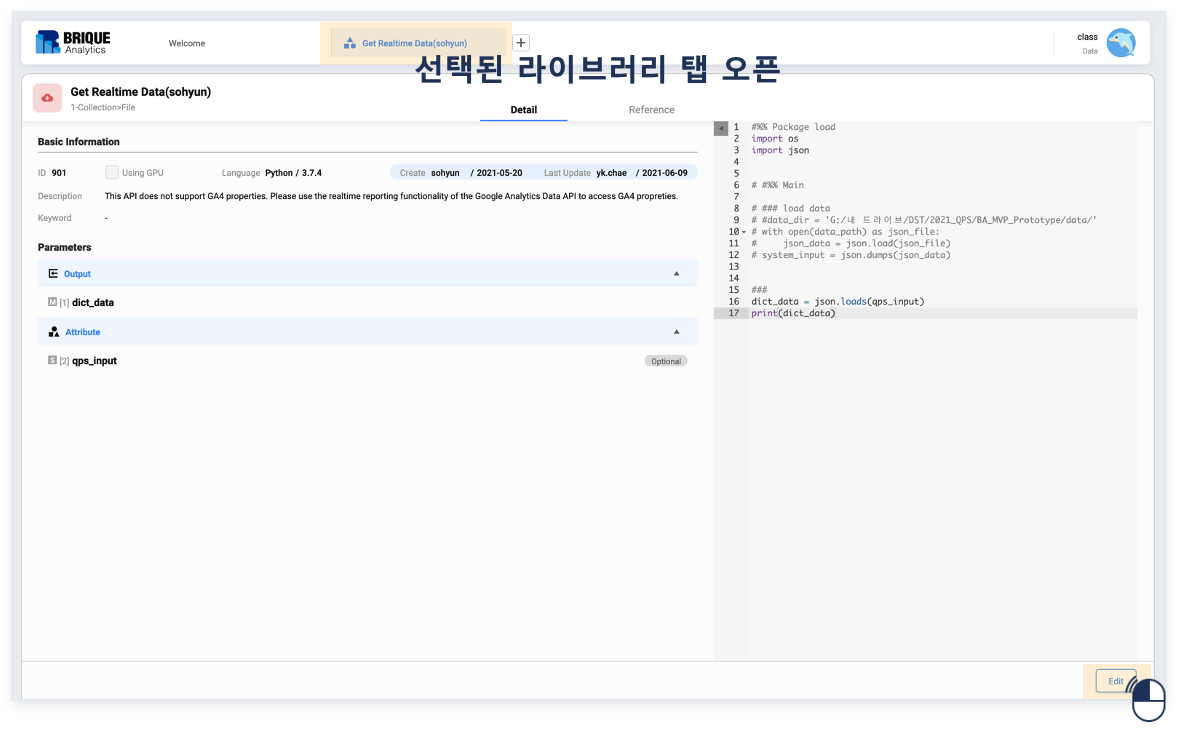 BRIQUE
Analytics
Welcome
Get Realtime Data(sohyun)
+
class
Data
선택된 라이브러리 탭 오픈
Get Realtime Data(sohyun)
1-Collection>File
Detail
Reference
Basic Information
ID 901 Using GPU Language Python / 3.7.4 Create sohyun / 2021-05-20 Last Update yk.chae / 2021-06-09
Description This API does not support GA4 properties. Please use the realtime reporting functionality of the Google Analytics Data API to access GA4 propreties.
Keyword -
Parameters
Output
M [1] dict_data
Attribute
S [2] qps_input Optional
1 #%% Package load
2 import os
3 import json
4
5
6 # #%% Main
7
8 # ### load data
9 # #data_dir = 'G:/내 드라이브/DST/2021_QPS/BA_MVP_Prototype/data/'
10 # with open(data_path) as json_file:
11 #     json_data = json.load(json_file)
12 # system_input = json.dumps(json_data)
13
14
15 ###
16 dict_data = json.loads(qps_input)
17 print(dict_data)
Edit